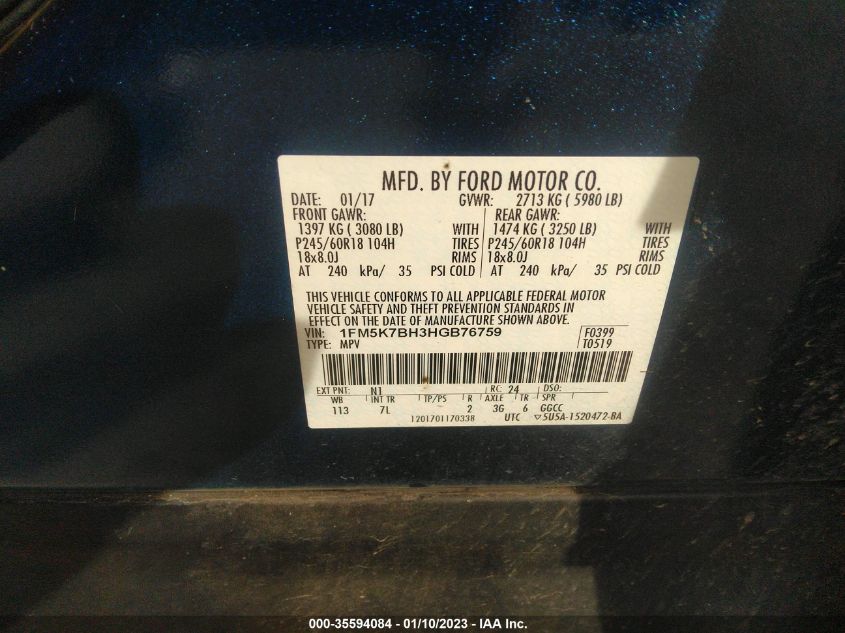 MFD. BY FORD MOTOR CO.
DATE: 01/17 GVWR: 2713 KG ( 5980 LB)
FRONT GAWR: REAR GAWR:
1397 KG ( 3080 LB) WITH 1474 KG ( 3250 LB) WITH
P245/60R18 104H TIRES P245/60R18 104H TIRES
18x8.0J RIMS 18x8.0J RIMS
AT 240 kPa/ 35 PSI COLD AT 240 kPa/ 35 PSI COLD
THIS VEHICLE CONFORMS TO ALL APPLICABLE FEDERAL MOTOR
VEHICLE SAFETY AND THEFT PREVENTION STANDARDS IN
EFFECT ON THE DATE OF MANUFACTURE SHOWN ABOVE.
VIN: 1FM5K7BH3HGB76759 F0399
TYPE: MPV T0519
EXT PNT: N1 RC: 24 DSO:
WB INT TR TP/PS R AXLE TR SPR
113 7L 2 3G 6 GGCC
1201701170338 UTC ▽5U5A-1520472-BA
000-35594084 — 01/10/2023 — IAA Inc.